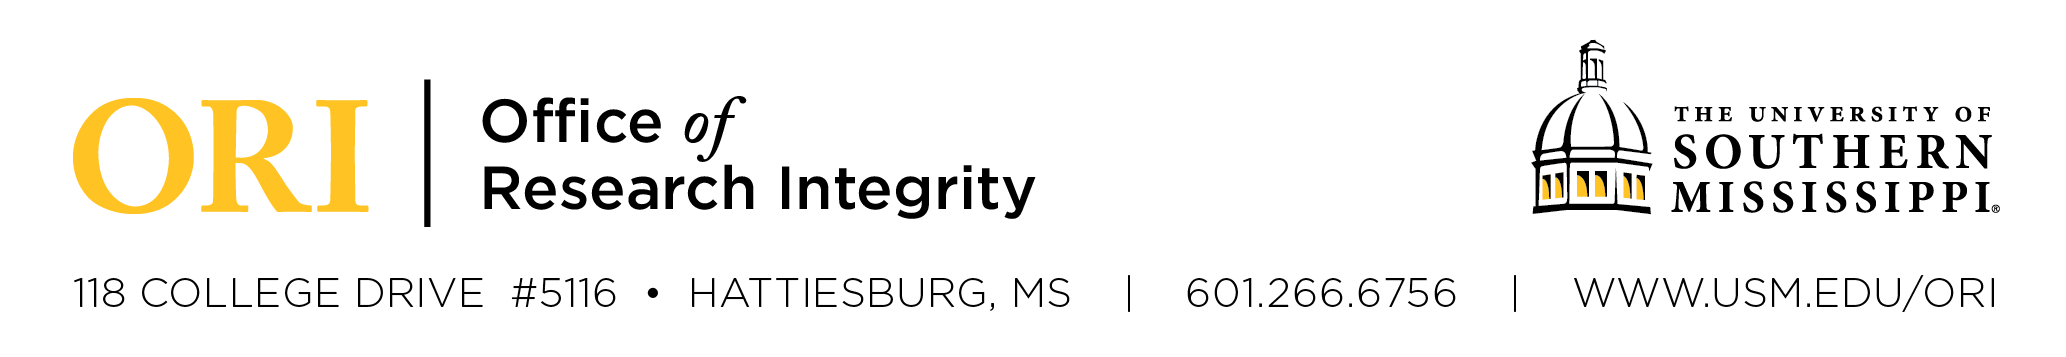 ORI
Office of
Research Integrity
THE UNIVERSITY OF
SOUTHERN
MISSISSIPPI®
118 COLLEGE DRIVE #5116 • HATTIESBURG, MS | 601.266.6756 | WWW.USM.EDU/ORI